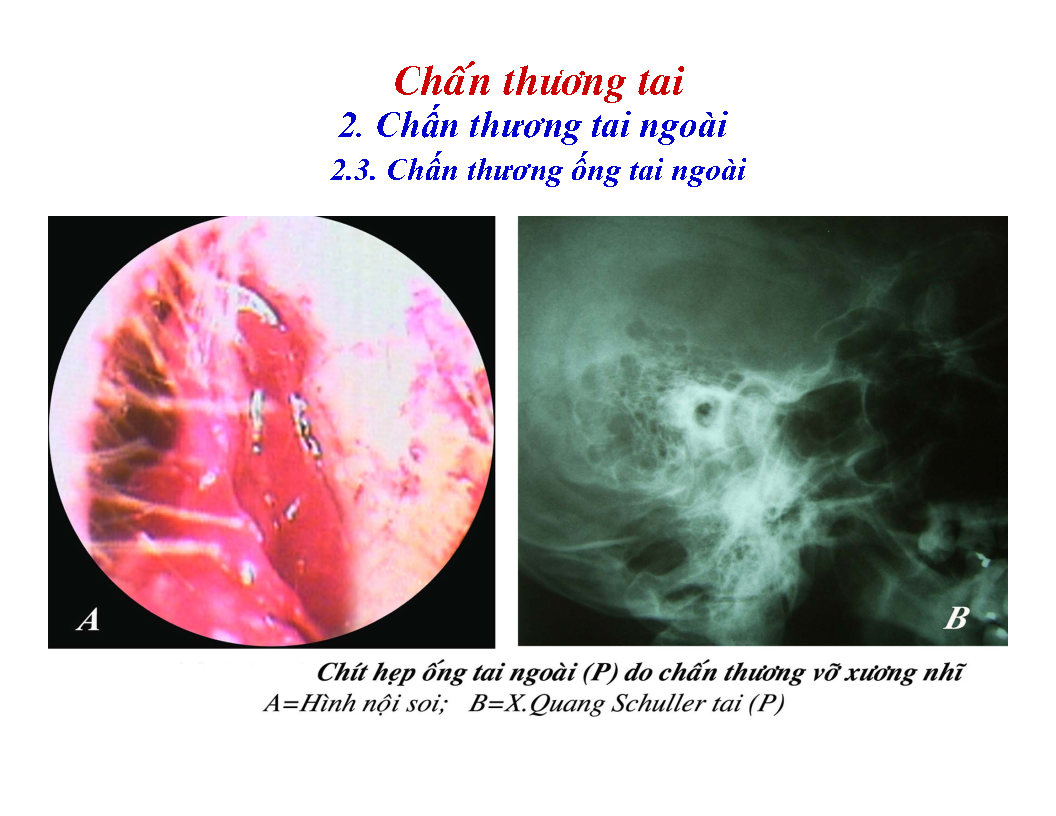 Chấn thương tai
2. Chấn thương tai ngoài
2.3. Chấn thương ống tai ngoài
A
B
Chít hẹp ống tai ngoài (P) do chấn thương vỡ xương nhĩ
A=Hình nội soi; B=X.Quang Schuller tai (P)